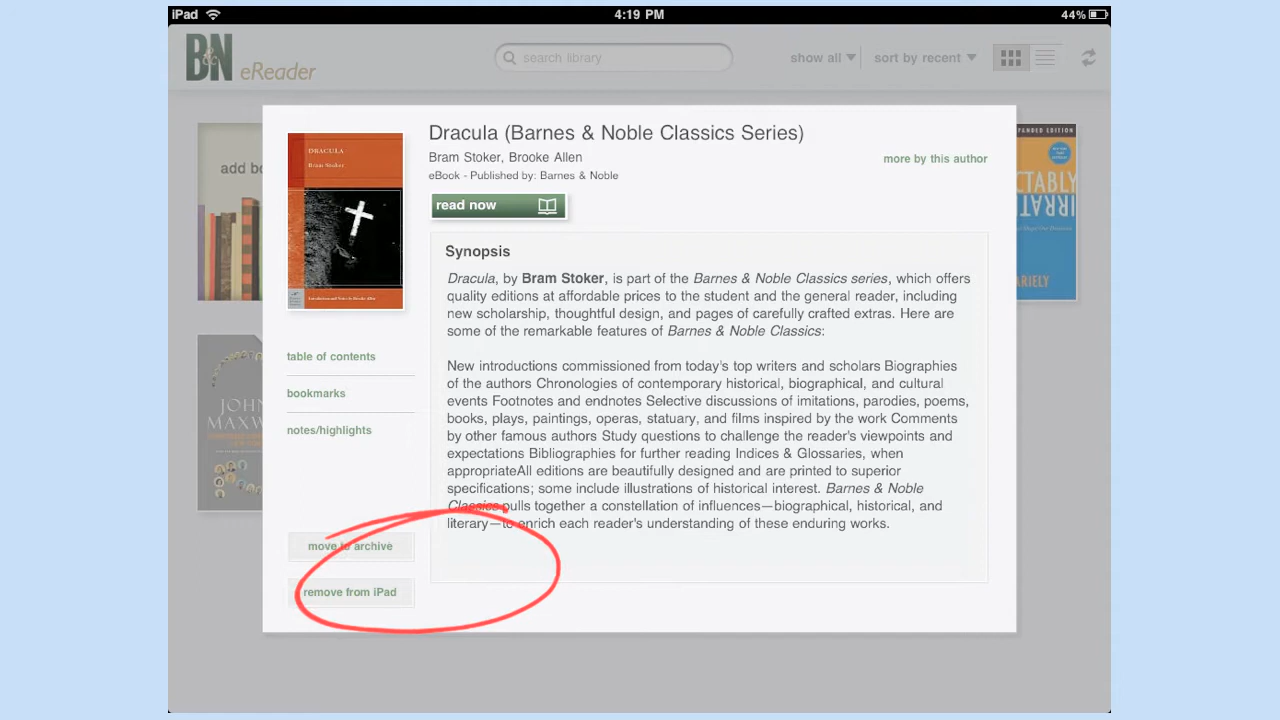 iPad
4:19 PM
44%
B&N eReader
search library
show all
sort by recent
add bo
DRACULA
Bram Stoker
Dracula (Barnes & Noble Classics Series)
Bram Stoker, Brooke Allen
eBook - Published by: Barnes & Noble
more by this author
read now
Synopsis
Dracula, by Bram Stoker, is part of the Barnes & Noble Classics series, which offers
quality editions at affordable prices to the student and the general reader, including
new scholarship, thoughtful design, and pages of carefully crafted extras. Here are
some of the remarkable features of Barnes & Noble Classics:
New introductions commissioned from today's top writers and scholars Biographies
of the authors Chronologies of contemporary historical, biographical, and cultural
events Footnotes and endnotes Selective discussions of imitations, parodies, poems,
books, plays, paintings, operas, statuary, and films inspired by the work Comments
by other famous authors Study questions to challenge the reader's viewpoints and
expectations Bibliographies for further reading Indices & Glossaries, when
appropriateAll editions are beautifully designed and are printed to superior
specifications; some include illustrations of historical interest. Barnes & Noble
Classics pulls together a constellation of influences—biographical, historical, and
literary—to enrich each reader's understanding of these enduring works.
table of contents
bookmarks
notes/highlights
move to archive
remove from iPad
XPANDED EDITION
CTABLY
IRRATI
ARIELY
JOHN
MAXW